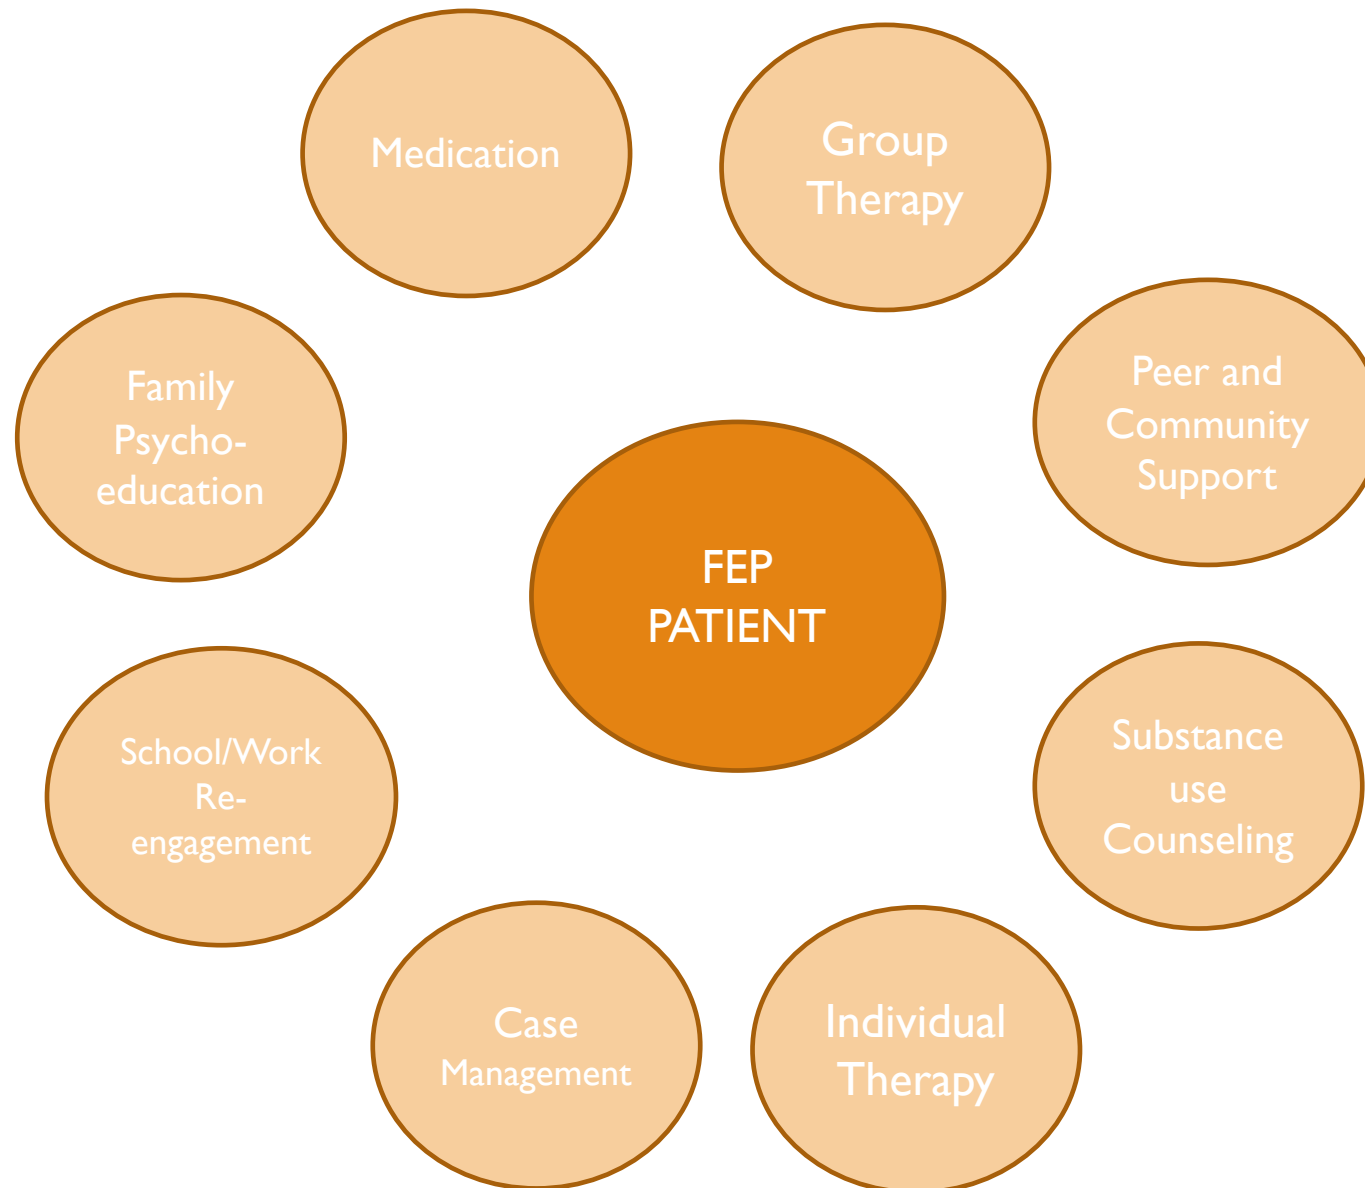 Medication
Group
Therapy
Family
Psycho-
education
Peer and
Community
Support
FEP
PATIENT
School/Work
Re-
engagement
Substance
use
Counseling
Case
Management
Individual
Therapy